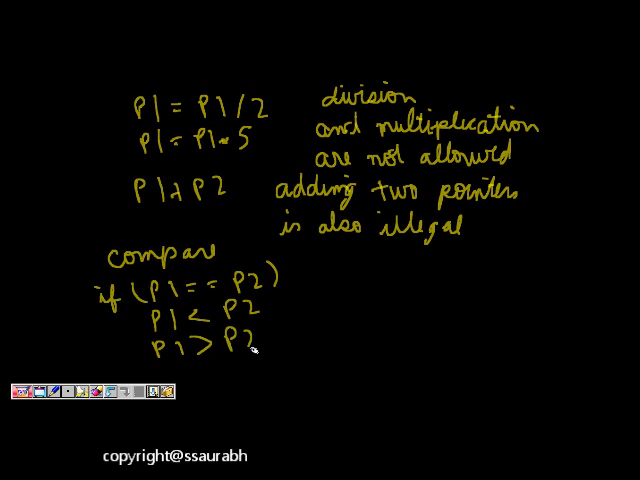 P1 = P1/2 division
P1 = P1 * 5 and multiplication
are not allowed
P1 + P2 adding two pointers
is also illegal
compare
if (P1 == P2)
P1 < P2
P1 > P2
copyright@ssaurabh